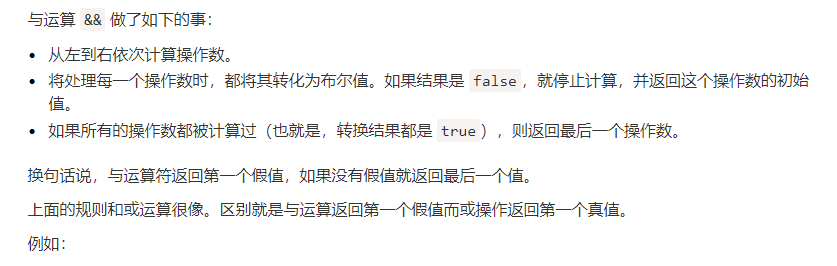 与运算 && 做了如下的事：
• 从左到右依次计算操作数。
• 将处理每一个操作数时，都将其转化为布尔值。如果结果是 false，就停止计算，并返回这个操作数的初始
值。
• 如果所有的操作数都被计算过（也就是，转换结果都是 true），则返回最后一个操作数。
换句话说，与运算符返回第一个假值，如果没有假值就返回最后一个值。
上面的规则和或运算很像。区别就是与运算返回第一个假值而或操作返回第一个真值。
例如：